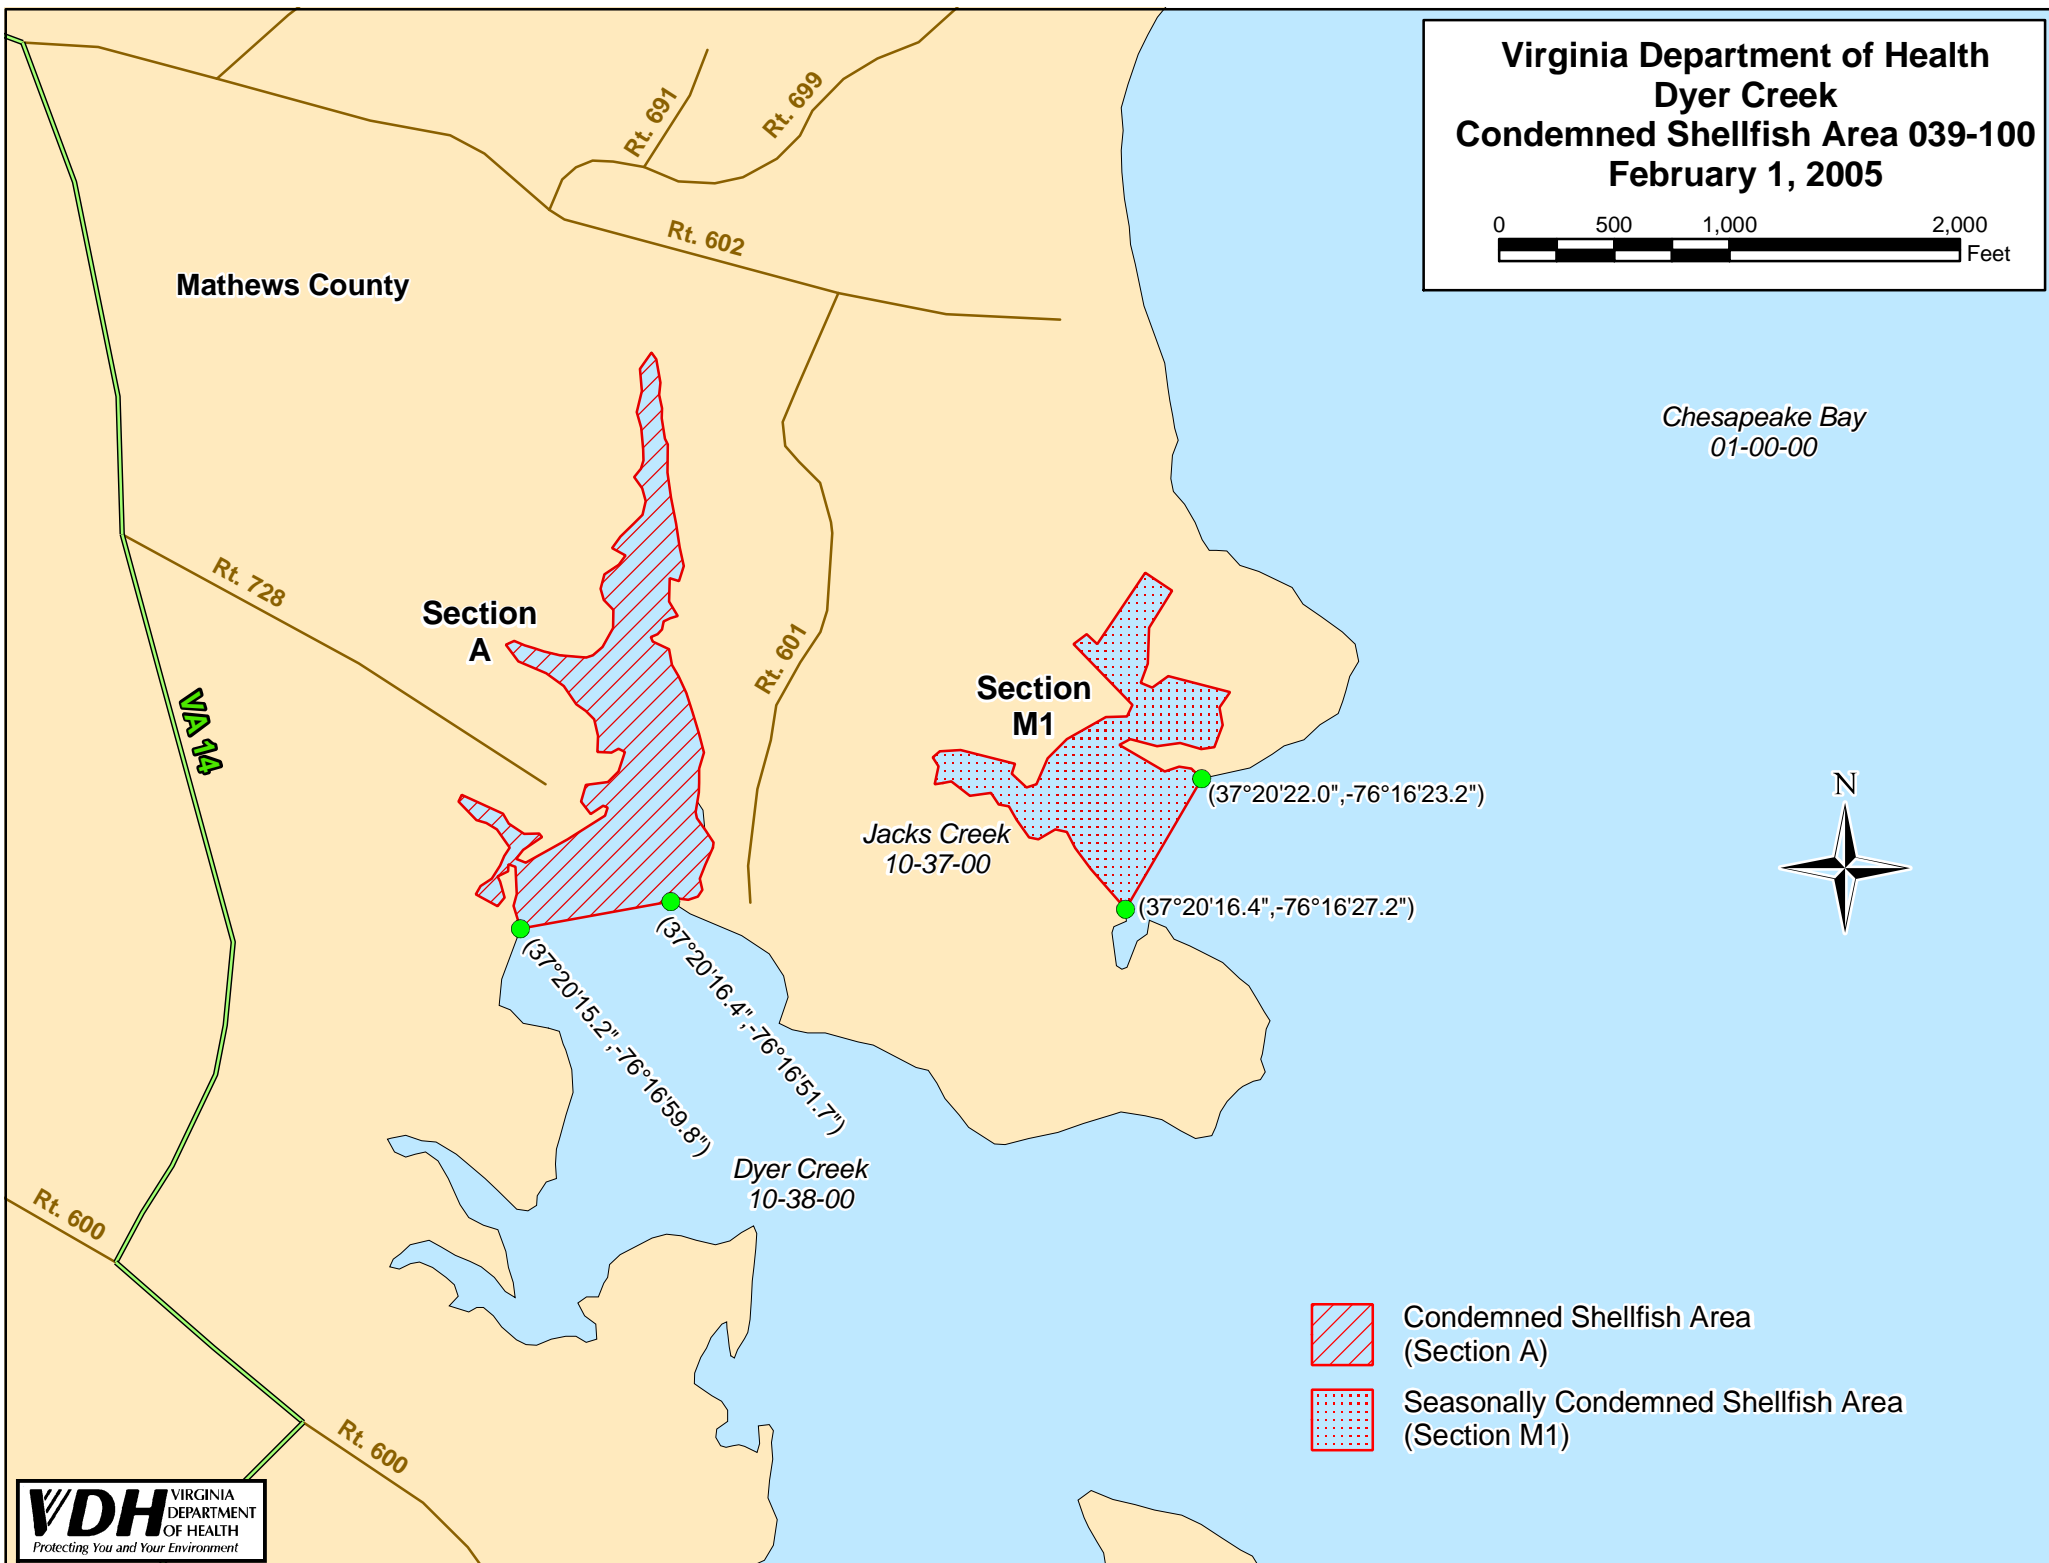 Virginia Department of Health
Dyer Creek
Condemned Shellfish Area 039-100
February 1, 2005
0 500 1,000 2,000
Feet
Rt. 691
Rt. 699
Rt. 602
Mathews County
Chesapeake Bay
01-00-00
Rt. 728
Section
A
Rt. 601
Section
M1
VA 14
(37°20'22.0",-76°16'23.2")
N
Jacks Creek
10-37-00
(37°20'16.4",-76°16'27.2")
(37°20'15.2",-76°16'59.8")
(37°20'16.4",-76°16'51.7")
Dyer Creek
10-38-00
Rt. 600
Condemned Shellfish Area
(Section A)
Seasonally Condemned Shellfish Area
(Section M1)
Rt. 600
VDH
VIRGINIA
DEPARTMENT
OF HEALTH
Protecting You and Your Environment